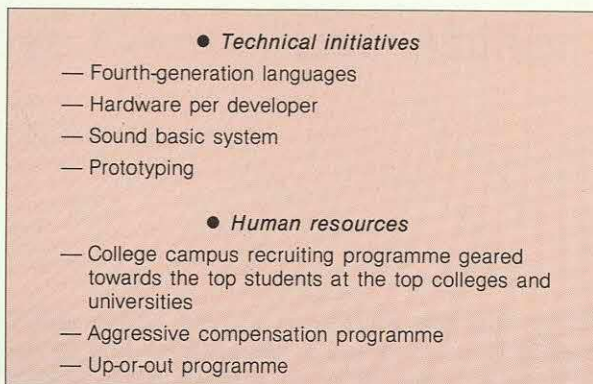 ● Technical initiatives
— Fourth-generation languages
— Hardware per developer
— Sound basic system
— Prototyping
● Human resources
— College campus recruiting programme geared
towards the top students at the top colleges and
universities
— Aggressive compensation programme
— Up-or-out programme